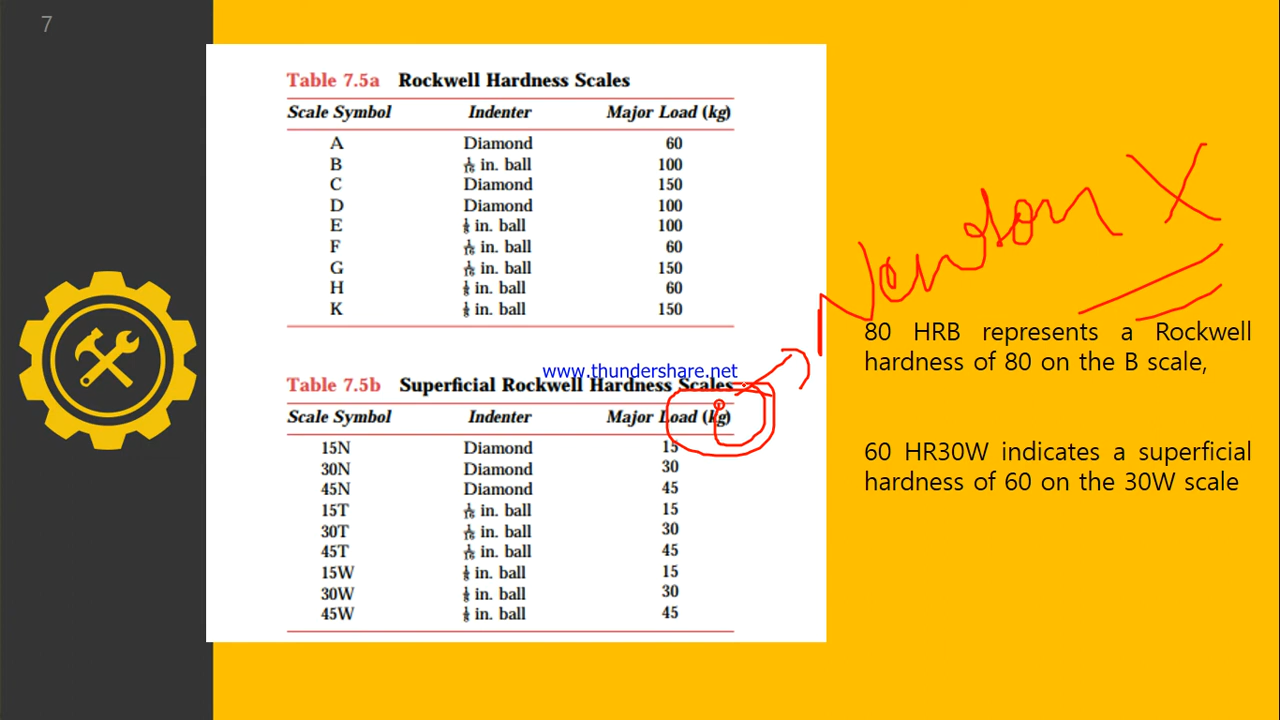 7
Table 7.5a Rockwell Hardness Scales
Scale Symbol Indenter Major Load (kg)
A Diamond 60
B 1/16 in. ball 100
C Diamond 150
D Diamond 100
E 1/8 in. ball 100
F 1/16 in. ball 60
G 1/16 in. ball 150
H 1/8 in. ball 60
K 1/8 in. ball 150
www.thundershare.net
Table 7.5b Superficial Rockwell Hardness Scales
Scale Symbol Indenter Major Load (kg)
15N Diamond 15
30N Diamond 30
45N Diamond 45
15T 1/16 in. ball 15
30T 1/16 in. ball 30
45T 1/16 in. ball 45
15W 1/8 in. ball 15
30W 1/8 in. ball 30
45W 1/8 in. ball 45
Newton X
80 HRB represents a Rockwell
hardness of 80 on the B scale,
60 HR30W indicates a superficial
hardness of 60 on the 30W scale